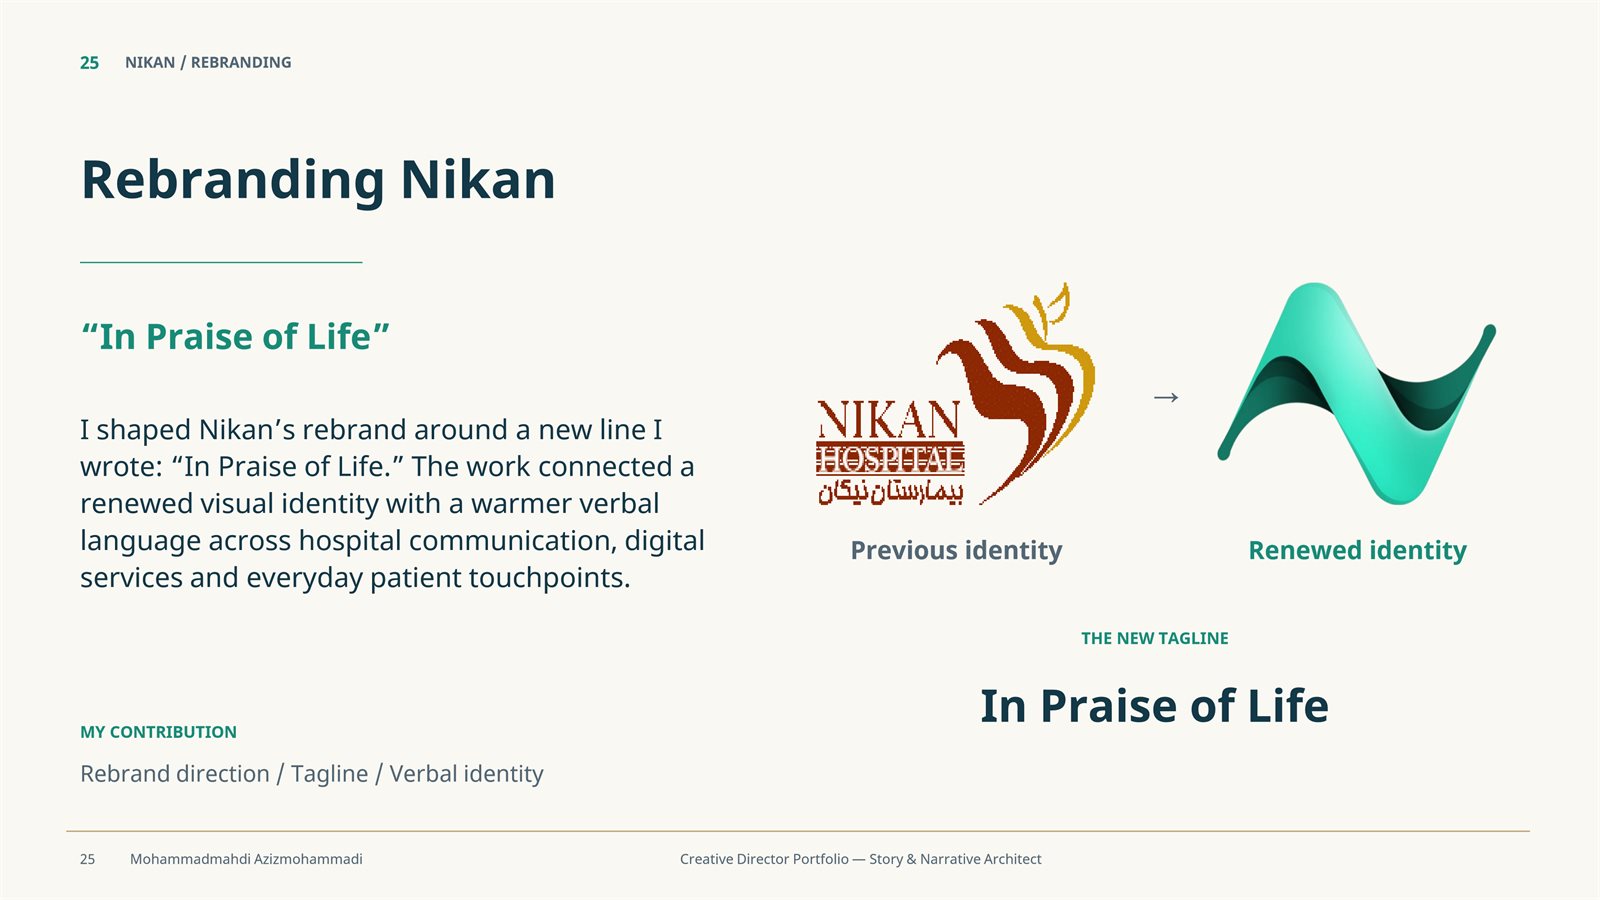 25 NIKAN / REBRANDING
Rebranding Nikan
“In Praise of Life”
I shaped Nikan’s rebrand around a new line I
wrote: “In Praise of Life.” The work connected a
renewed visual identity with a warmer verbal
language across hospital communication, digital
services and everyday patient touchpoints.
MY CONTRIBUTION
Rebrand direction / Tagline / Verbal identity
NIKAN
HOSPITAL
بیمارستان نیکان
→
Previous identity
Renewed identity
THE NEW TAGLINE
In Praise of Life
25 Mohammadmahdi Azizmohammadi
Creative Director Portfolio — Story & Narrative Architect